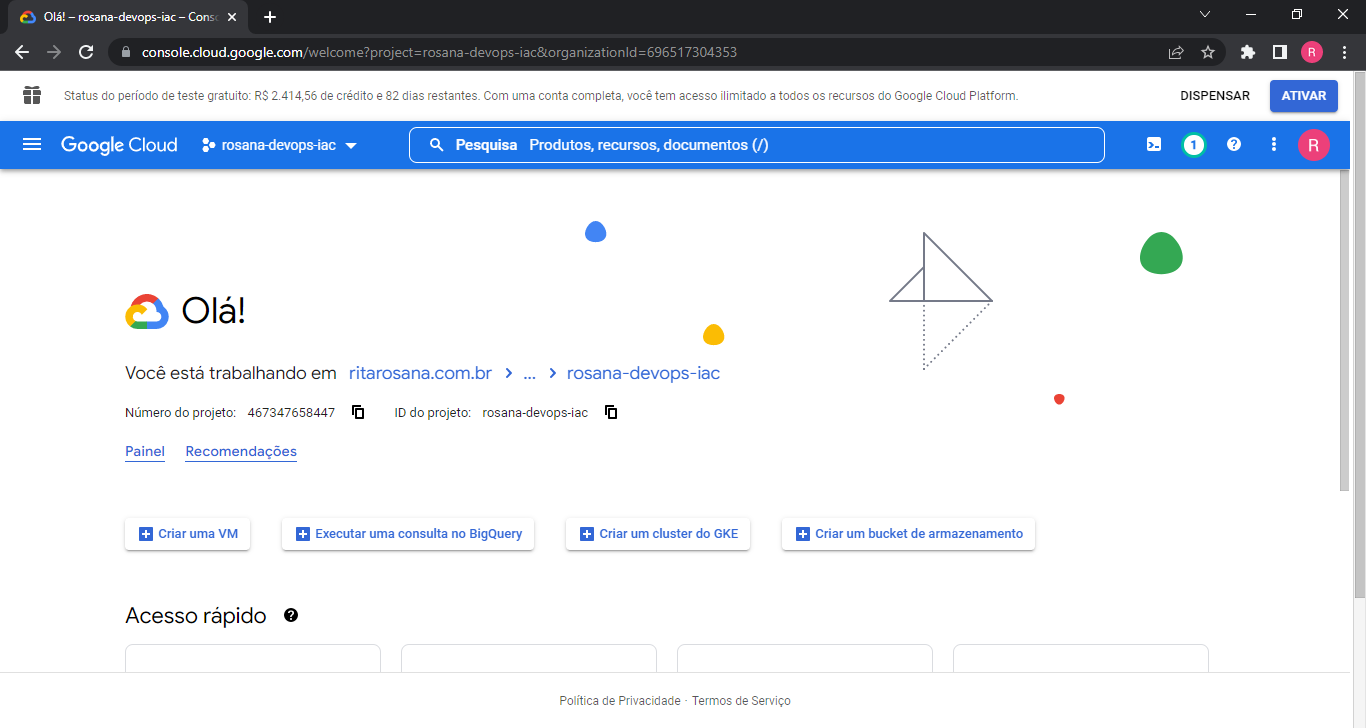 Olá! – rosana-devops-iac – Conso
console.cloud.google.com/welcome?project=rosana-devops-iac&organizationId=696517304353
R
Status do período de teste gratuito: R$ 2.414,56 de crédito e 82 dias restantes. Com uma conta completa, você tem acesso ilimitado a todos os recursos do Google Cloud Platform.
DISPENSAR
ATIVAR
Google Cloud
rosana-devops-iac
Pesquisa Produtos, recursos, documentos (/)
1
R
Olá!
Você está trabalhando em ritarosana.com.br > ... > rosana-devops-iac
Número do projeto: 467347658447 ID do projeto: rosana-devops-iac
Painel Recomendações
Criar uma VM
Executar uma consulta no BigQuery
Criar um cluster do GKE
Criar um bucket de armazenamento
Acesso rápido
Política de Privacidade · Termos de Serviço